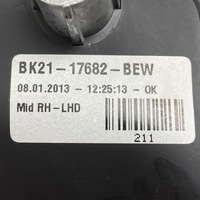 BK21-17682-BEW
08.01.2013 - 12:25:13 - OK
Mid RH-LHD
211